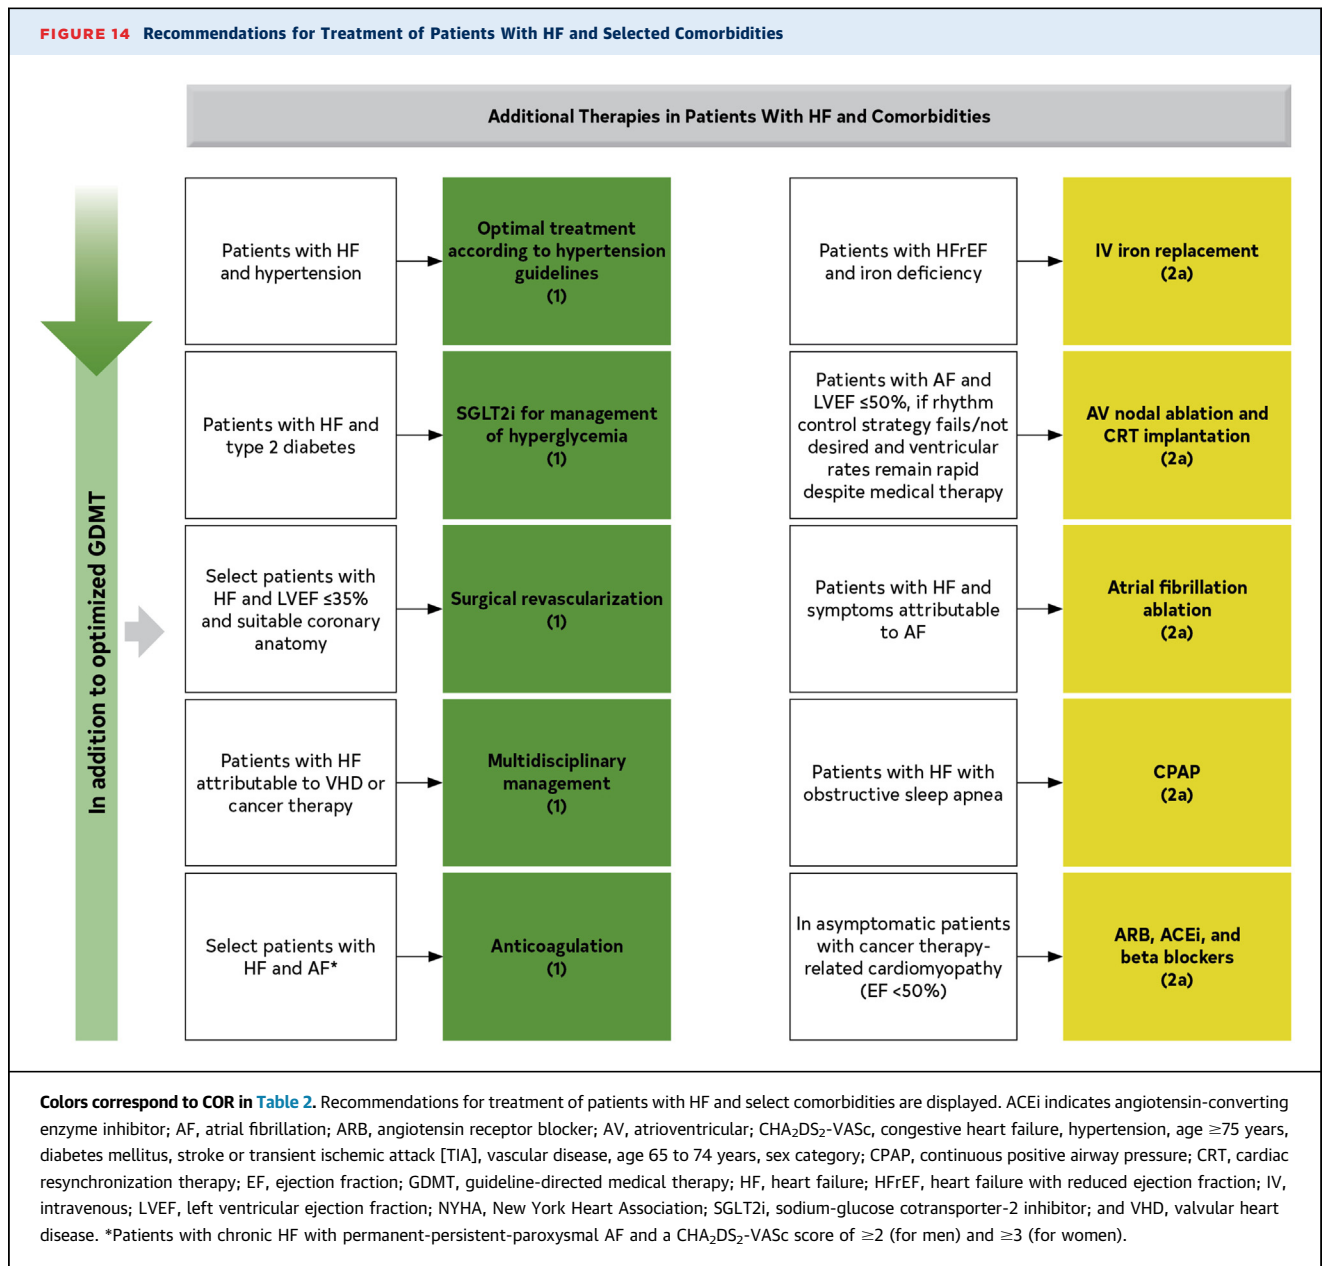 FIGURE 14 Recommendations for Treatment of Patients With HF and Selected Comorbidities
Additional Therapies in Patients With HF and Comorbidities
In addition to optimized GDMT
Patients with HF
and hypertension
Optimal treatment
according to hypertension
guidelines
(1)
Patients with HF and
type 2 diabetes
SGLT2i for management
of hyperglycemia
(1)
Select patients with
HF and LVEF ≤35%
and suitable coronary
anatomy
Surgical revascularization
(1)
Patients with HF
attributable to VHD or
cancer therapy
Multidisciplinary
management
(1)
Select patients with
HF and AF*
Anticoagulation
(1)
Patients with HFrEF
and iron deficiency
IV iron replacement
(2a)
Patients with AF and
LVEF ≤50%, if rhythm
control strategy fails/not
desired and ventricular
rates remain rapid
despite medical therapy
AV nodal ablation and
CRT implantation
(2a)
Patients with HF and
symptoms attributable
to AF
Atrial fibrillation
ablation
(2a)
Patients with HF with
obstructive sleep apnea
CPAP
(2a)
In asymptomatic patients
with cancer therapy-
related cardiomyopathy
(EF <50%)
ARB, ACEi, and
beta blockers
(2a)
Colors correspond to COR in Table 2. Recommendations for treatment of patients with HF and select comorbidities are displayed. ACEi indicates angiotensin-converting
enzyme inhibitor; AF, atrial fibrillation; ARB, angiotensin receptor blocker; AV, atrioventricular; CHA₂DS₂-VASc, congestive heart failure, hypertension, age ≥75 years,
diabetes mellitus, stroke or transient ischemic attack [TIA], vascular disease, age 65 to 74 years, sex category; CPAP, continuous positive airway pressure; CRT, cardiac
resynchronization therapy; EF, ejection fraction; GDMT, guideline-directed medical therapy; HF, heart failure; HFrEF, heart failure with reduced ejection fraction; IV,
intravenous; LVEF, left ventricular ejection fraction; NYHA, New York Heart Association; SGLT2i, sodium-glucose cotransporter-2 inhibitor; and VHD, valvular heart
disease. *Patients with chronic HF with permanent-persistent-paroxysmal AF and a CHA₂DS₂-VASc score of ≥2 (for men) and ≥3 (for women).